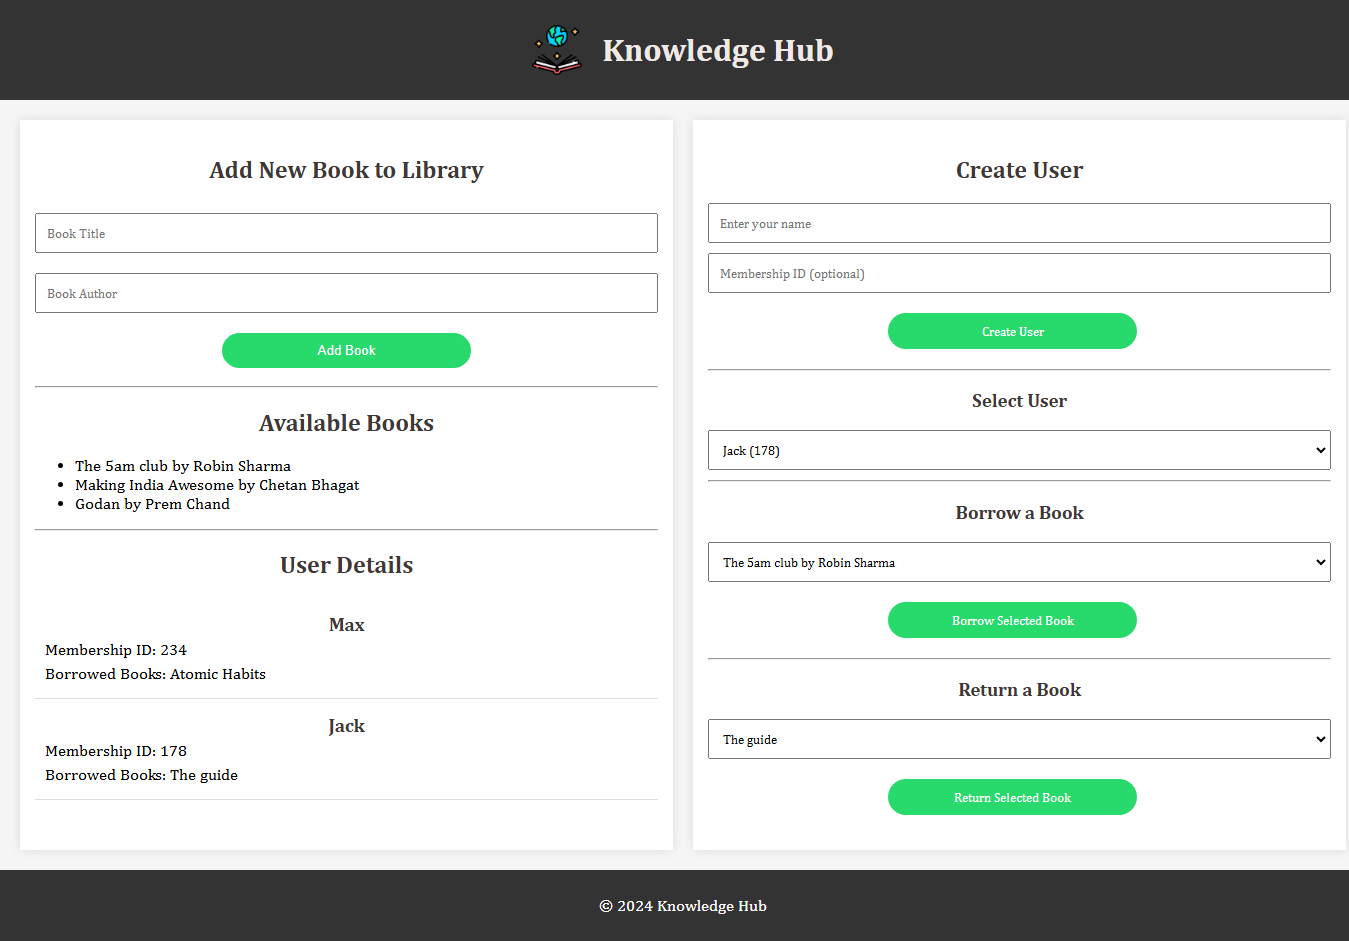 Knowledge Hub
Add New Book to Library
Book Title
Book Author
Add Book
Available Books
The 5am club by Robin Sharma
Making India Awesome by Chetan Bhagat
Godan by Prem Chand
User Details
Max
Membership ID: 234
Borrowed Books: Atomic Habits
Jack
Membership ID: 178
Borrowed Books: The guide
Create User
Enter your name
Membership ID (optional)
Create User
Select User
Jack (178)
Borrow a Book
The 5am club by Robin Sharma
Borrow Selected Book
Return a Book
The guide
Return Selected Book
© 2024 Knowledge Hub